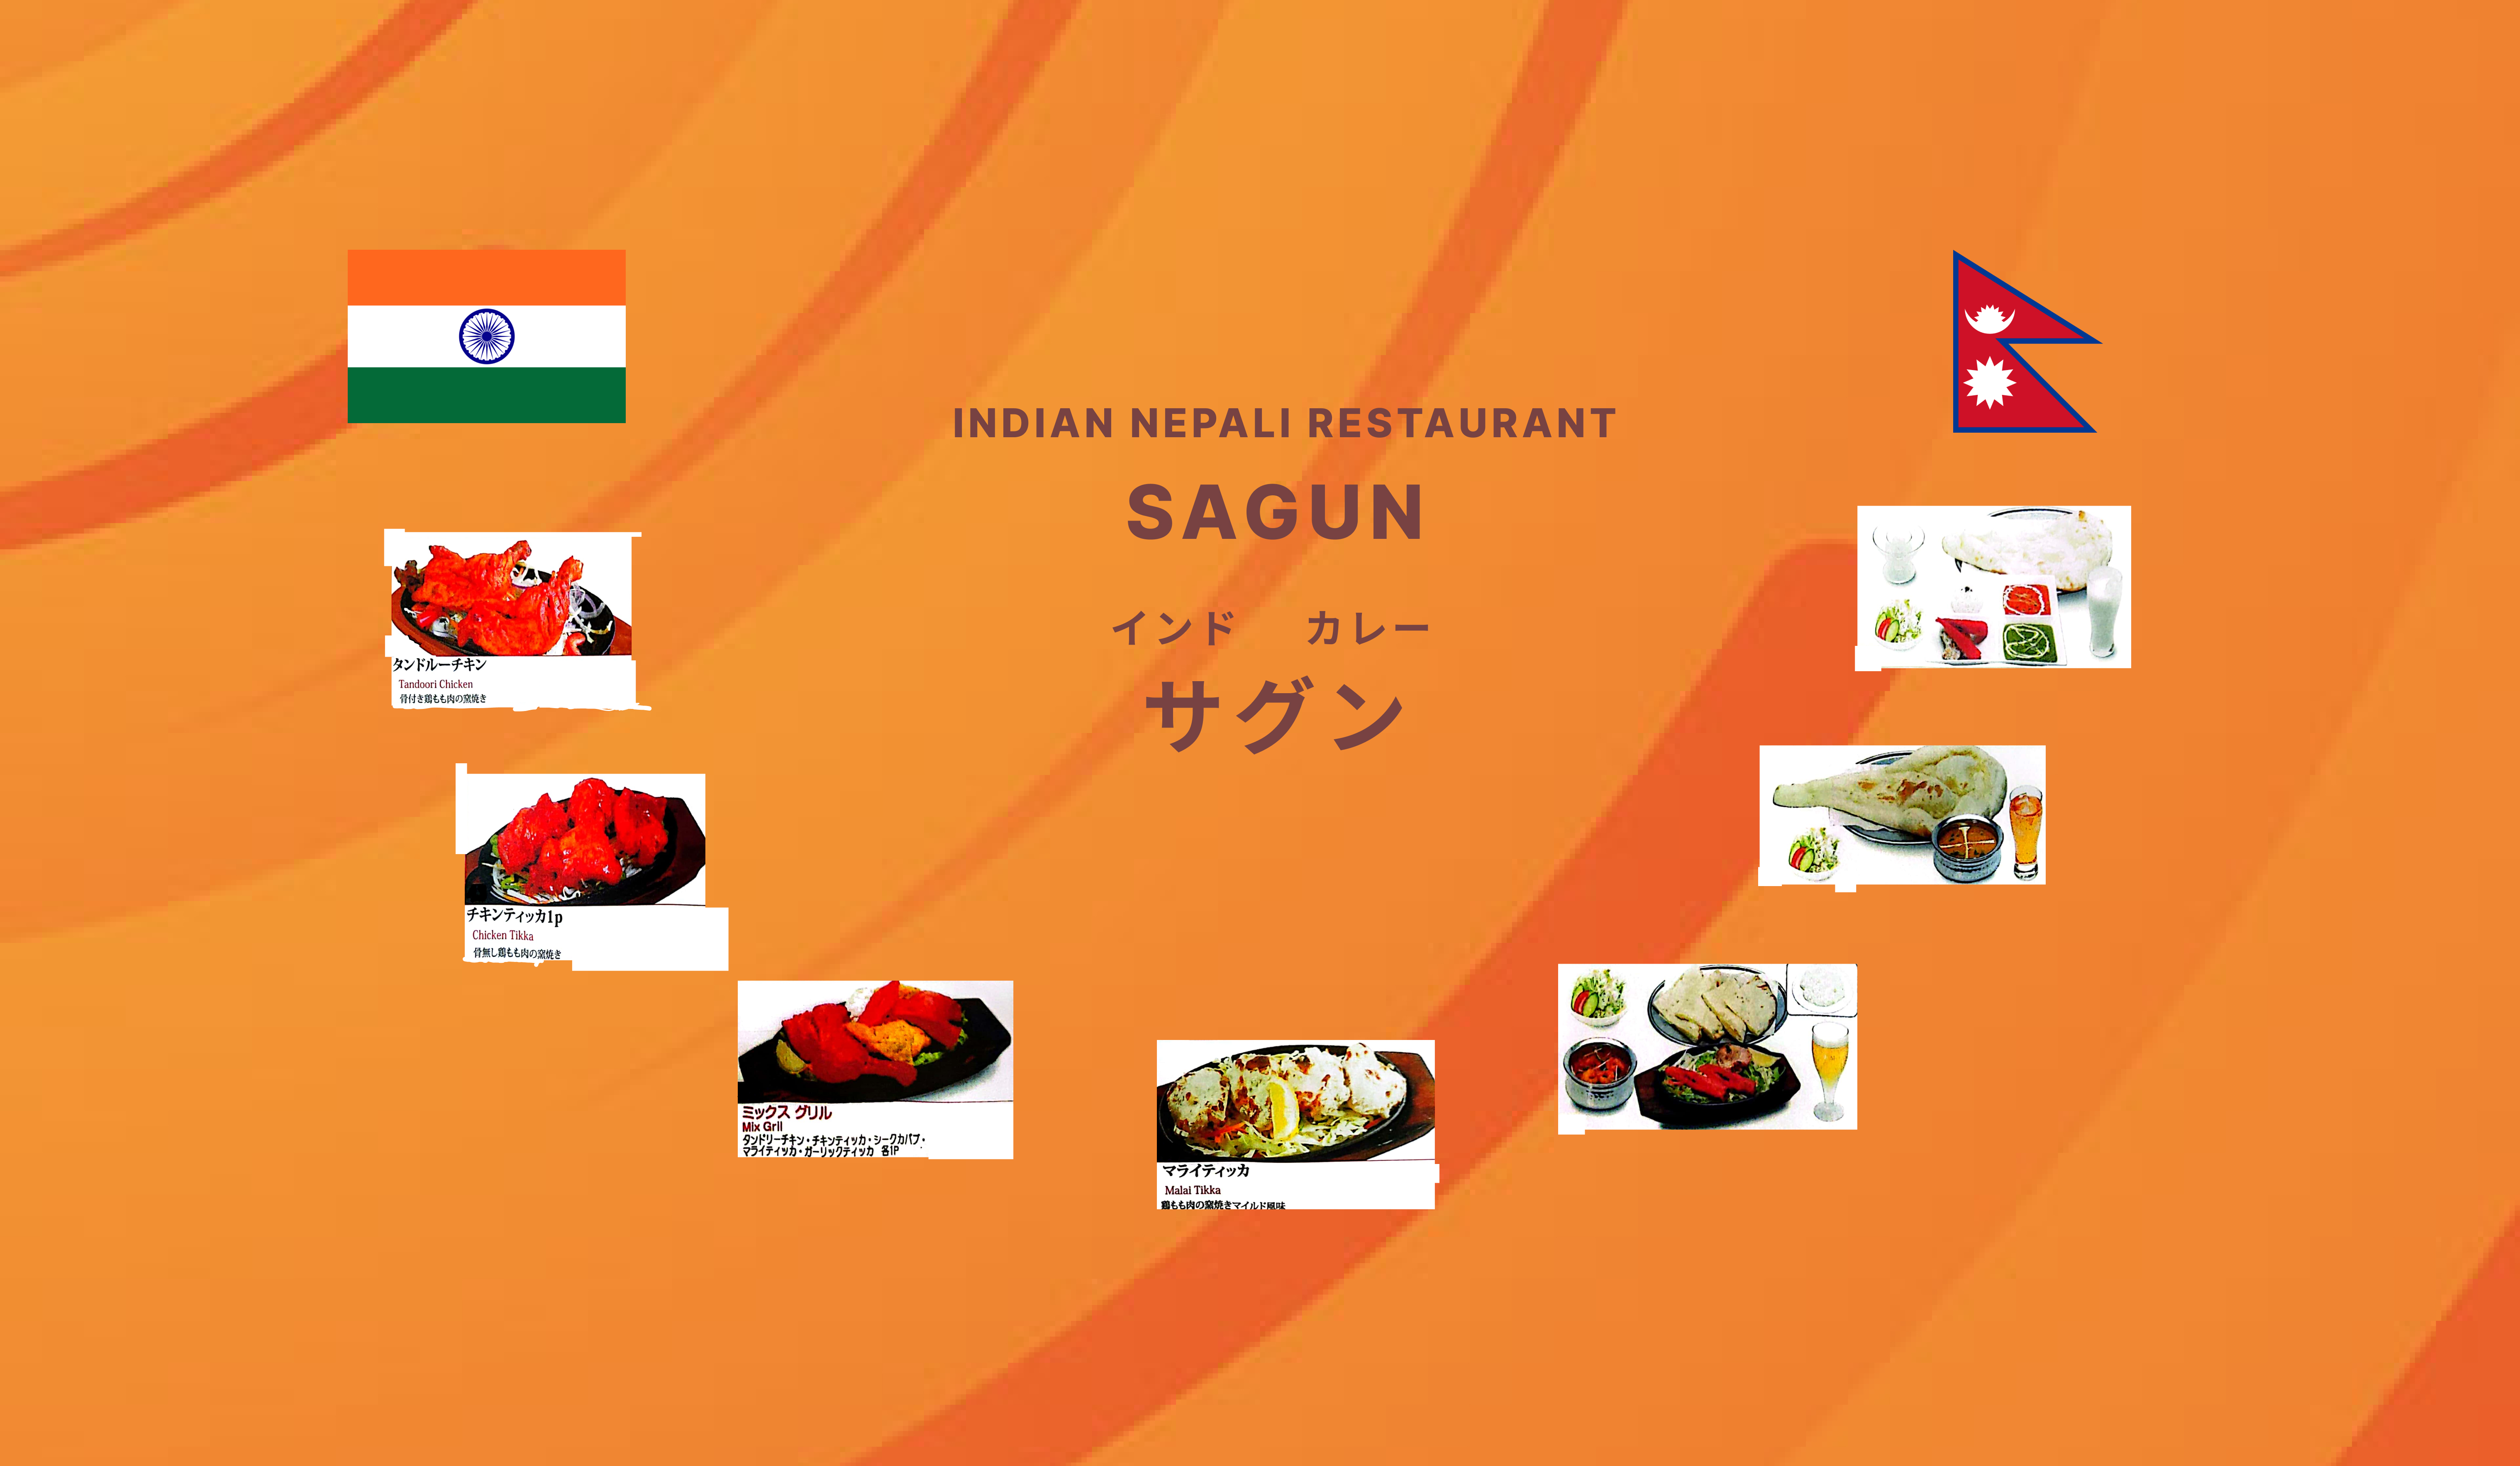 INDIAN NEPALI RESTAURANT
SAGUN
インド カレー
サグン
タンドルーチキン
Tandoori Chicken
骨付き鶏もも肉の窯焼き
チキンティッカ1p
Chicken Tikka
骨無し鶏もも肉の窯焼き
ミックス グリル
Mix Grll
タンドリーチキン・チキンティッカ・シークカバブ・
マライティッカ・ガーリックティッカ 各1P
マライティッカ
Malai Tikka
鶏もも肉の窯焼きマイルド風味